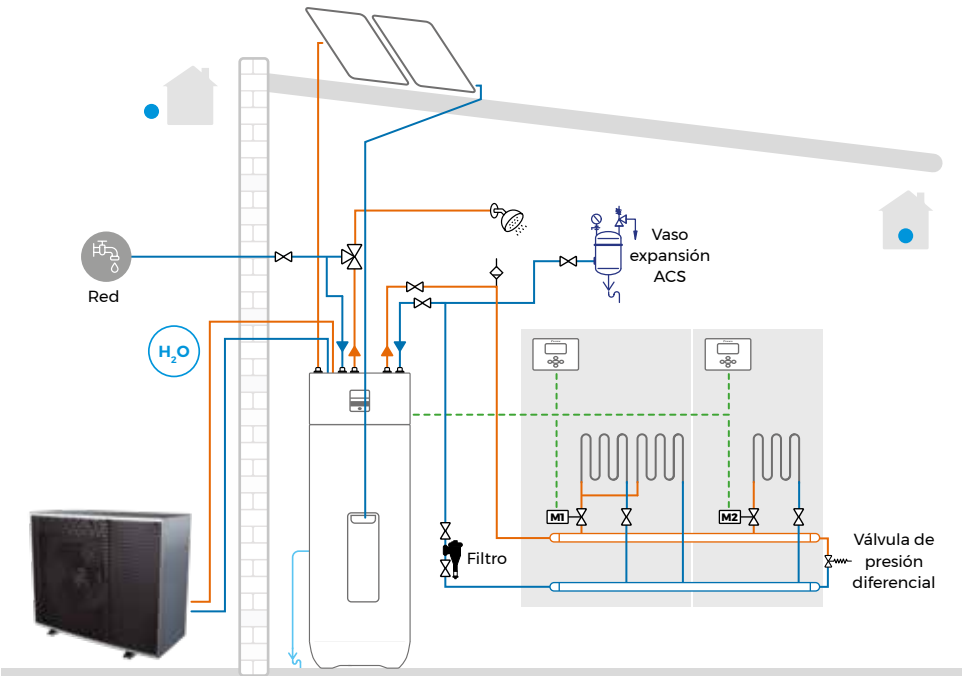 Vaso
expansión
ACS
Red
H₂O
M1
M2
Filtro
Válvula de
presión
diferencial